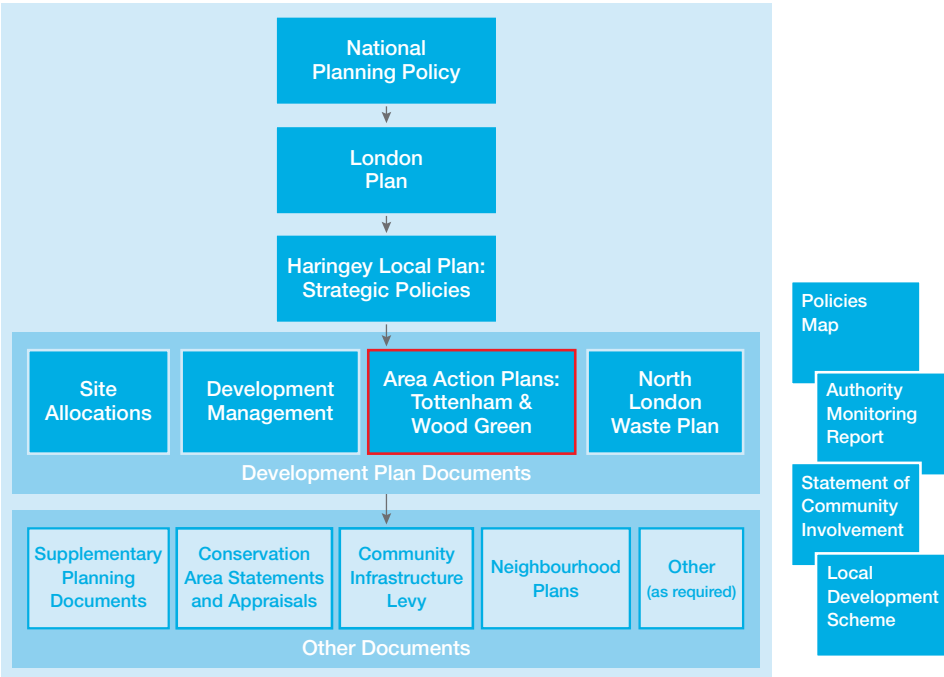 National
Planning Policy
London
Plan
Haringey Local Plan:
Strategic Policies
Site
Allocations
Development
Management
Area Action Plans:
Tottenham &
Wood Green
North
London
Waste Plan
Development Plan Documents
Supplementary
Planning
Documents
Conservation
Area Statements
and Appraisals
Community
Infrastructure
Levy
Neighbourhood
Plans
Other
(as required)
Other Documents
Policies
Map
Authority
Monitoring
Report
Statement of
Community
Involvement
Local
Development
Scheme